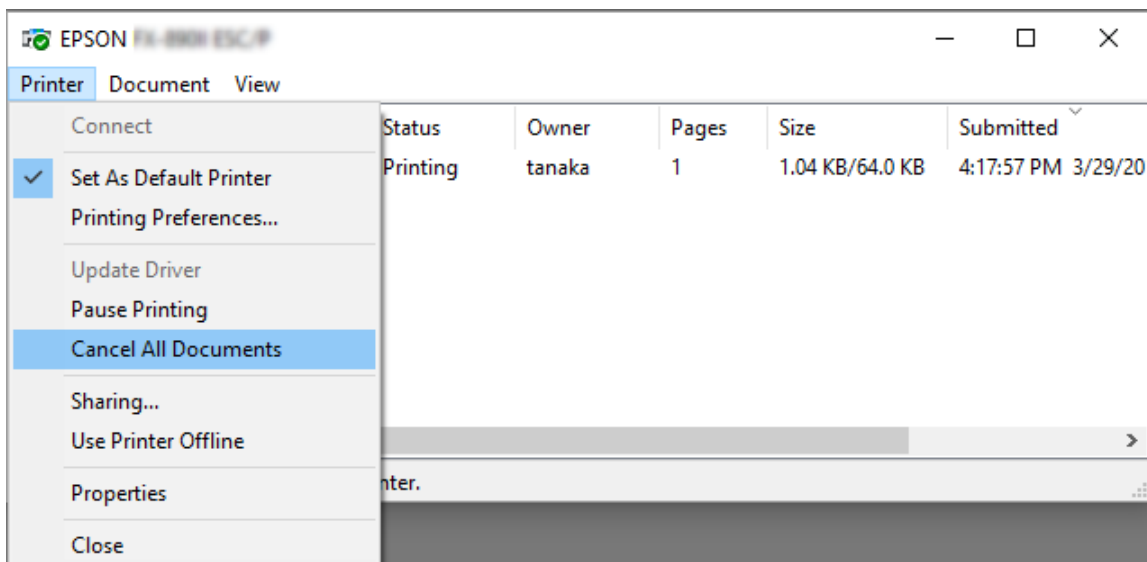 EPSON
Printer Document View
Connect
Set As Default Printer
Printing Preferences...
Update Driver
Pause Printing
Cancel All Documents
Sharing...
Use Printer Offline
Properties
Close
Status Owner Pages Size Submitted
Printing tanaka 1 1.04 KB/64.0 KB 4:17:57 PM 3/29/20
nter.